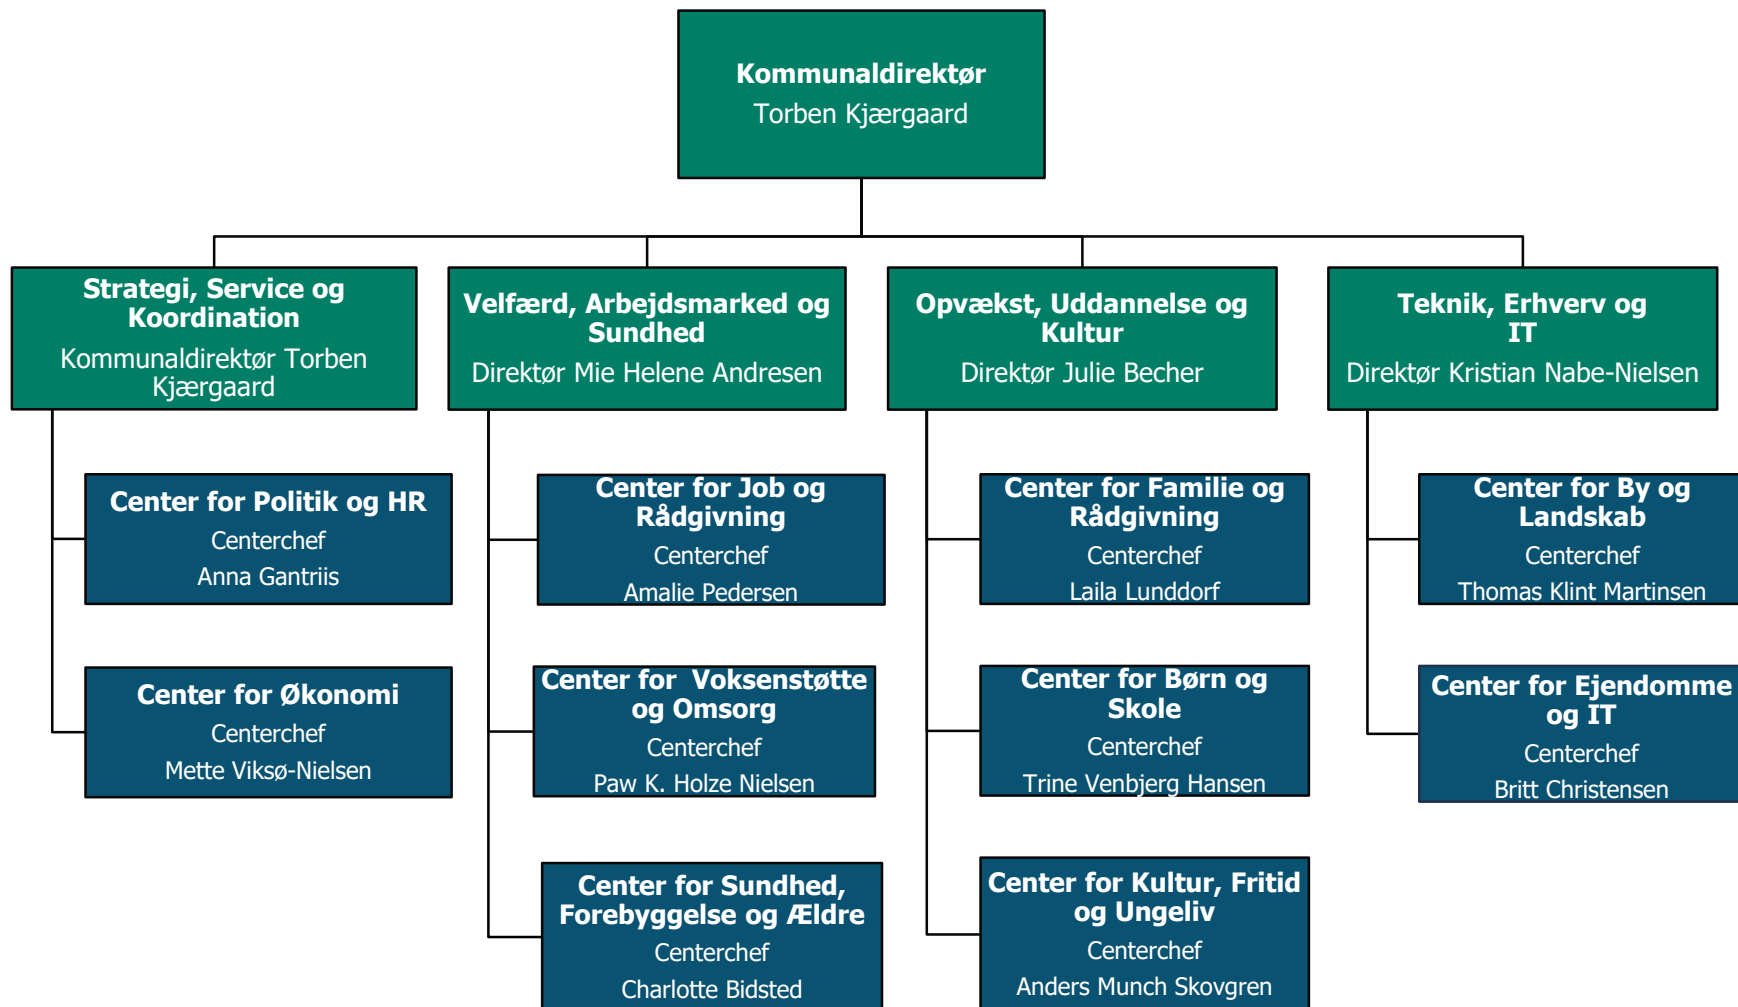 Kommunaldirektør
Torben Kjærgaard
Strategi, Service og
Koordination
Kommunaldirektør Torben
Kjærgaard
Velfærd, Arbejdsmarked og
Sundhed
Direktør Mie Helene Andresen
Opvækst, Uddannelse og
Kultur
Direktør Julie Becher
Teknik, Erhverv og
IT
Direktør Kristian Nabe-Nielsen
Center for Politik og HR
Centerchef
Anna Gantriis
Center for Job og
Rådgivning
Centerchef
Amalie Pedersen
Center for Familie og
Rådgivning
Centerchef
Laila Lunddorf
Center for By og
Landskab
Centerchef
Thomas Klint Martinsen
Center for Økonomi
Centerchef
Mette Viksø-Nielsen
Center for  Voksenstøtte
og Omsorg
Centerchef
Paw K. Holze Nielsen
Center for Børn og
Skole
Centerchef
Trine Venbjerg Hansen
Center for Ejendomme
og IT
Centerchef
Britt Christensen
Center for Sundhed,
Forebyggelse og Ældre
Centerchef
Charlotte Bidsted
Center for Kultur, Fritid
og Ungeliv
Centerchef
Anders Munch Skovgren